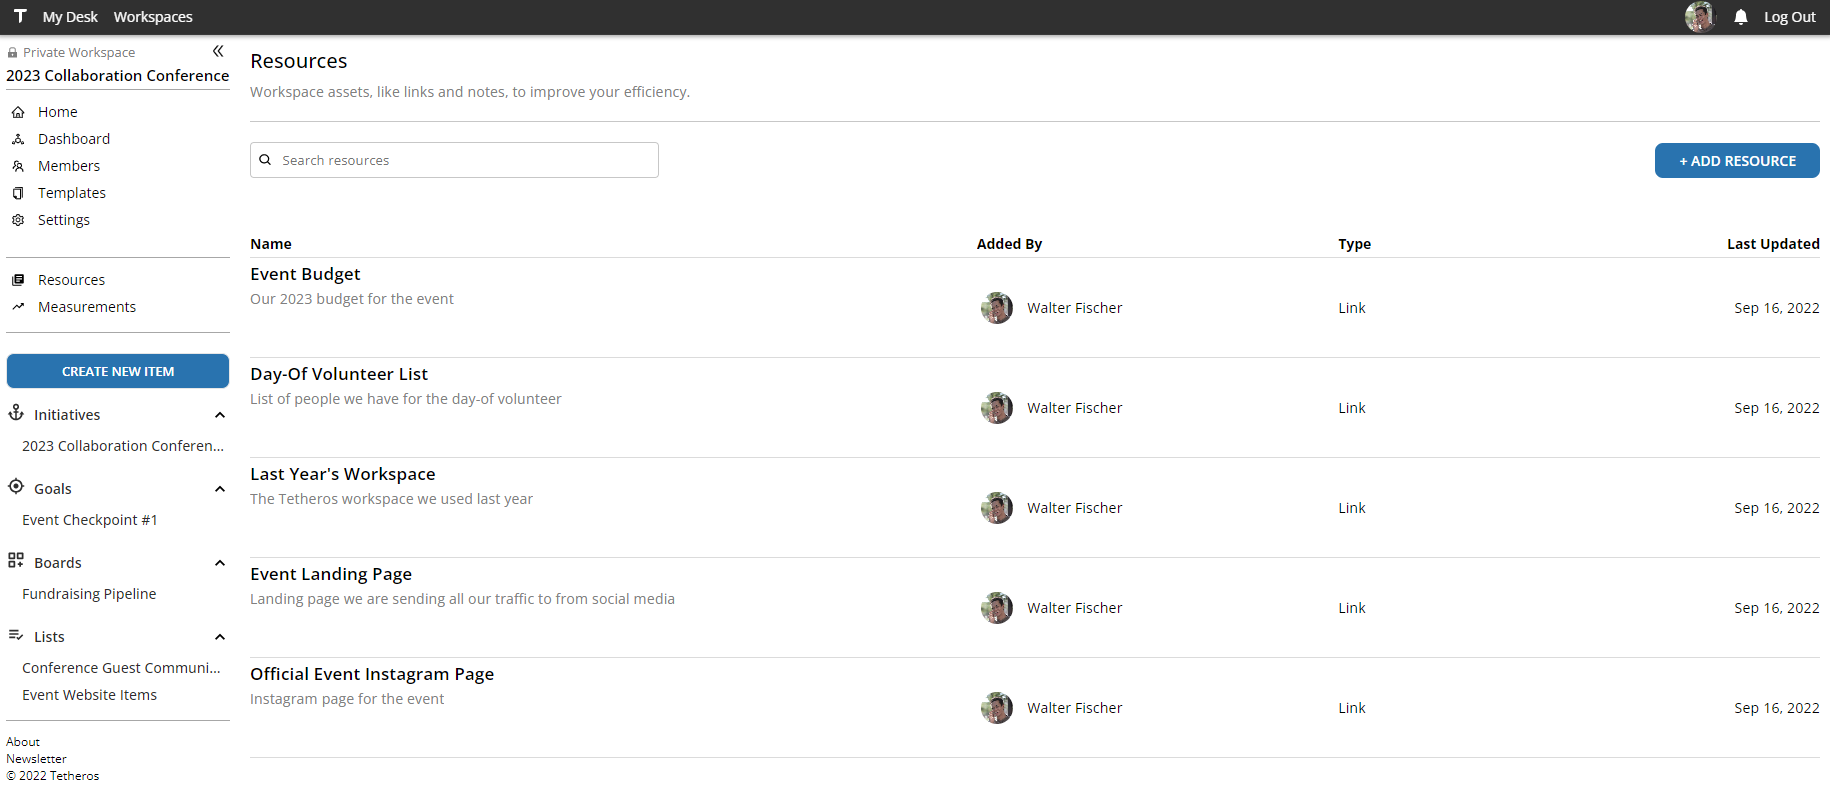 T My Desk Workspaces Log Out
Private Workspace
2023 Collaboration Conference
Home
Dashboard
Members
Templates
Settings
Resources
Measurements
CREATE NEW ITEM
Initiatives
2023 Collaboration Conferen...
Goals
Event Checkpoint #1
Boards
Fundraising Pipeline
Lists
Conference Guest Communi...
Event Website Items
About
Newsletter
© 2022 Tetheros
Resources
Workspace assets, like links and notes, to improve your efficiency.
Search resources
+ ADD RESOURCE
Name Added By Type Last Updated
Event Budget
Our 2023 budget for the event
Walter Fischer Link Sep 16, 2022
Day-Of Volunteer List
List of people we have for the day-of volunteer
Walter Fischer Link Sep 16, 2022
Last Year's Workspace
The Tetheros workspace we used last year
Walter Fischer Link Sep 16, 2022
Event Landing Page
Landing page we are sending all our traffic to from social media
Walter Fischer Link Sep 16, 2022
Official Event Instagram Page
Instagram page for the event
Walter Fischer Link Sep 16, 2022